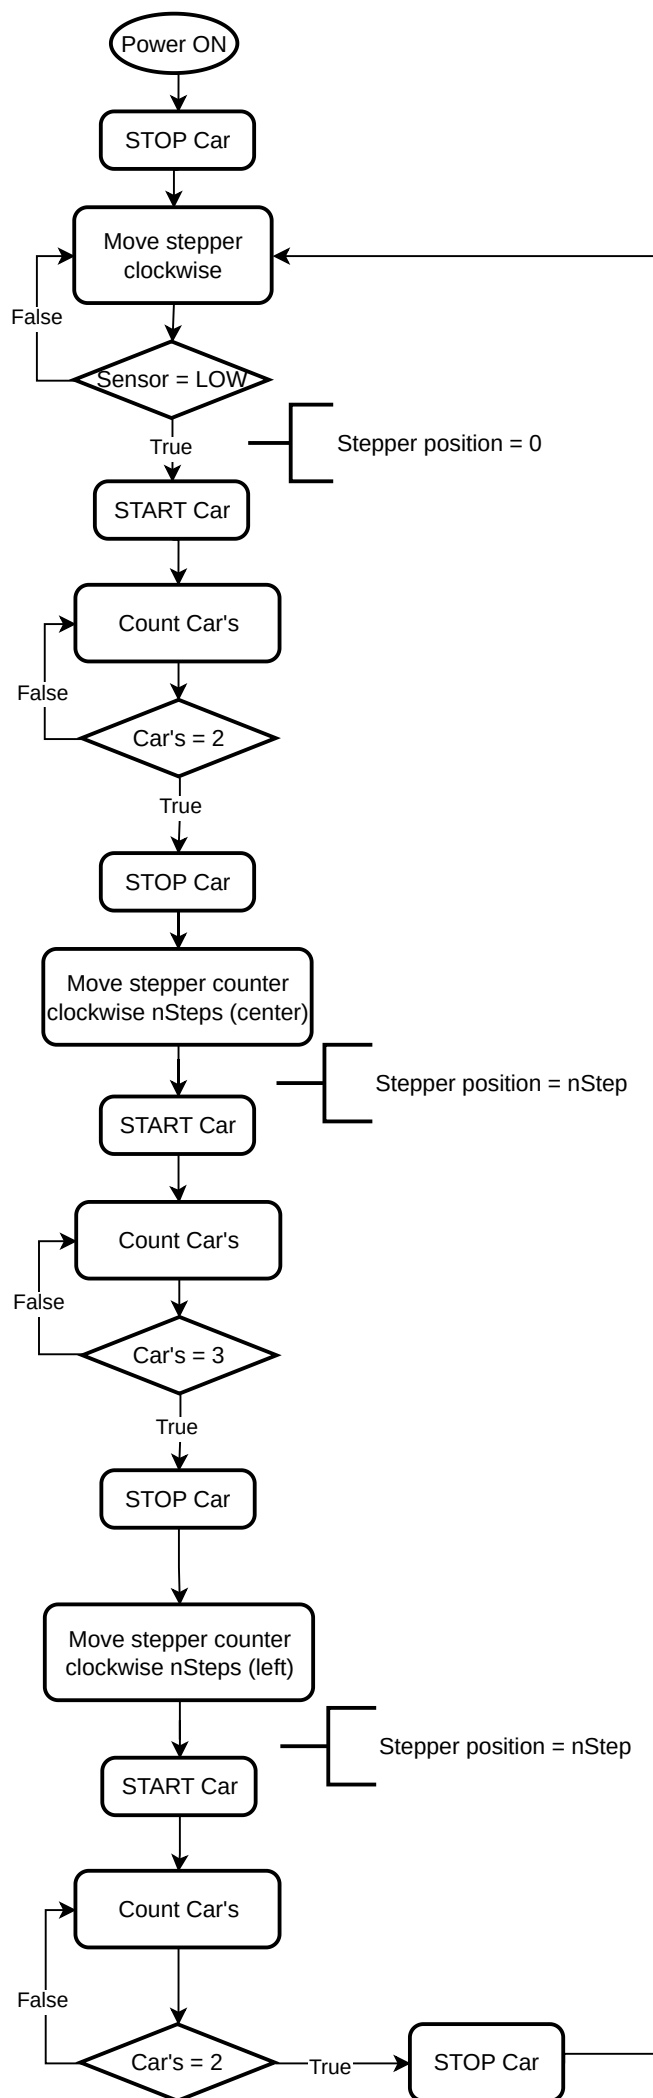 Power ON
STOP Car
Move stepper
clockwise
False
Sensor = LOW
True
Stepper position = 0
START Car
Count Car's
False
Car's = 2
True
STOP Car
Move stepper counter
clockwise nSteps (center)
Stepper position = nStep
START Car
Count Car's
False
Car's = 3
True
STOP Car
Move stepper counter
clockwise nSteps (left)
Stepper position = nStep
START Car
Count Car's
False
Car's = 2
True
STOP Car